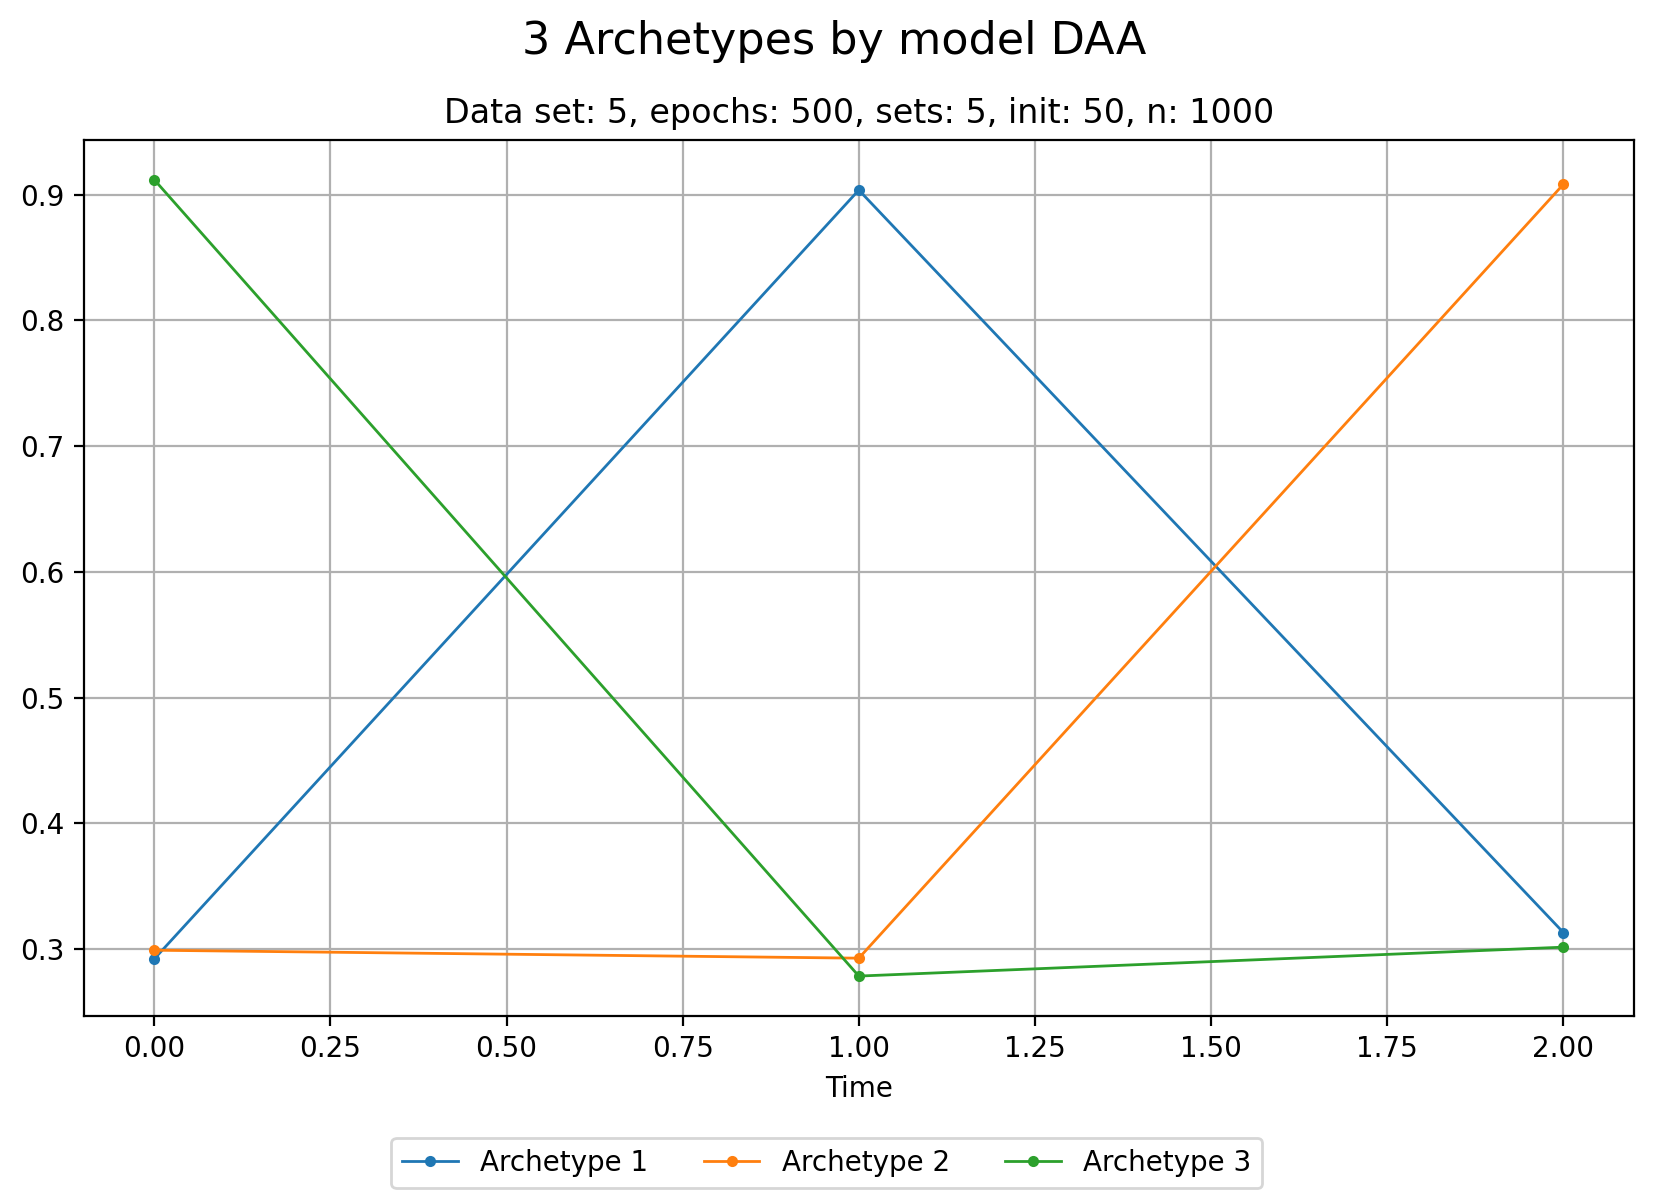 3 Archetypes by model DAA
Data set: 5, epochs: 500, sets: 5, init: 50, n: 1000
0.9
0.8
0.7
0.6
0.5
0.4
0.3
0.00 0.25 0.50 0.75 1.00 1.25 1.50 1.75 2.00
Time
Archetype 1 Archetype 2 Archetype 3